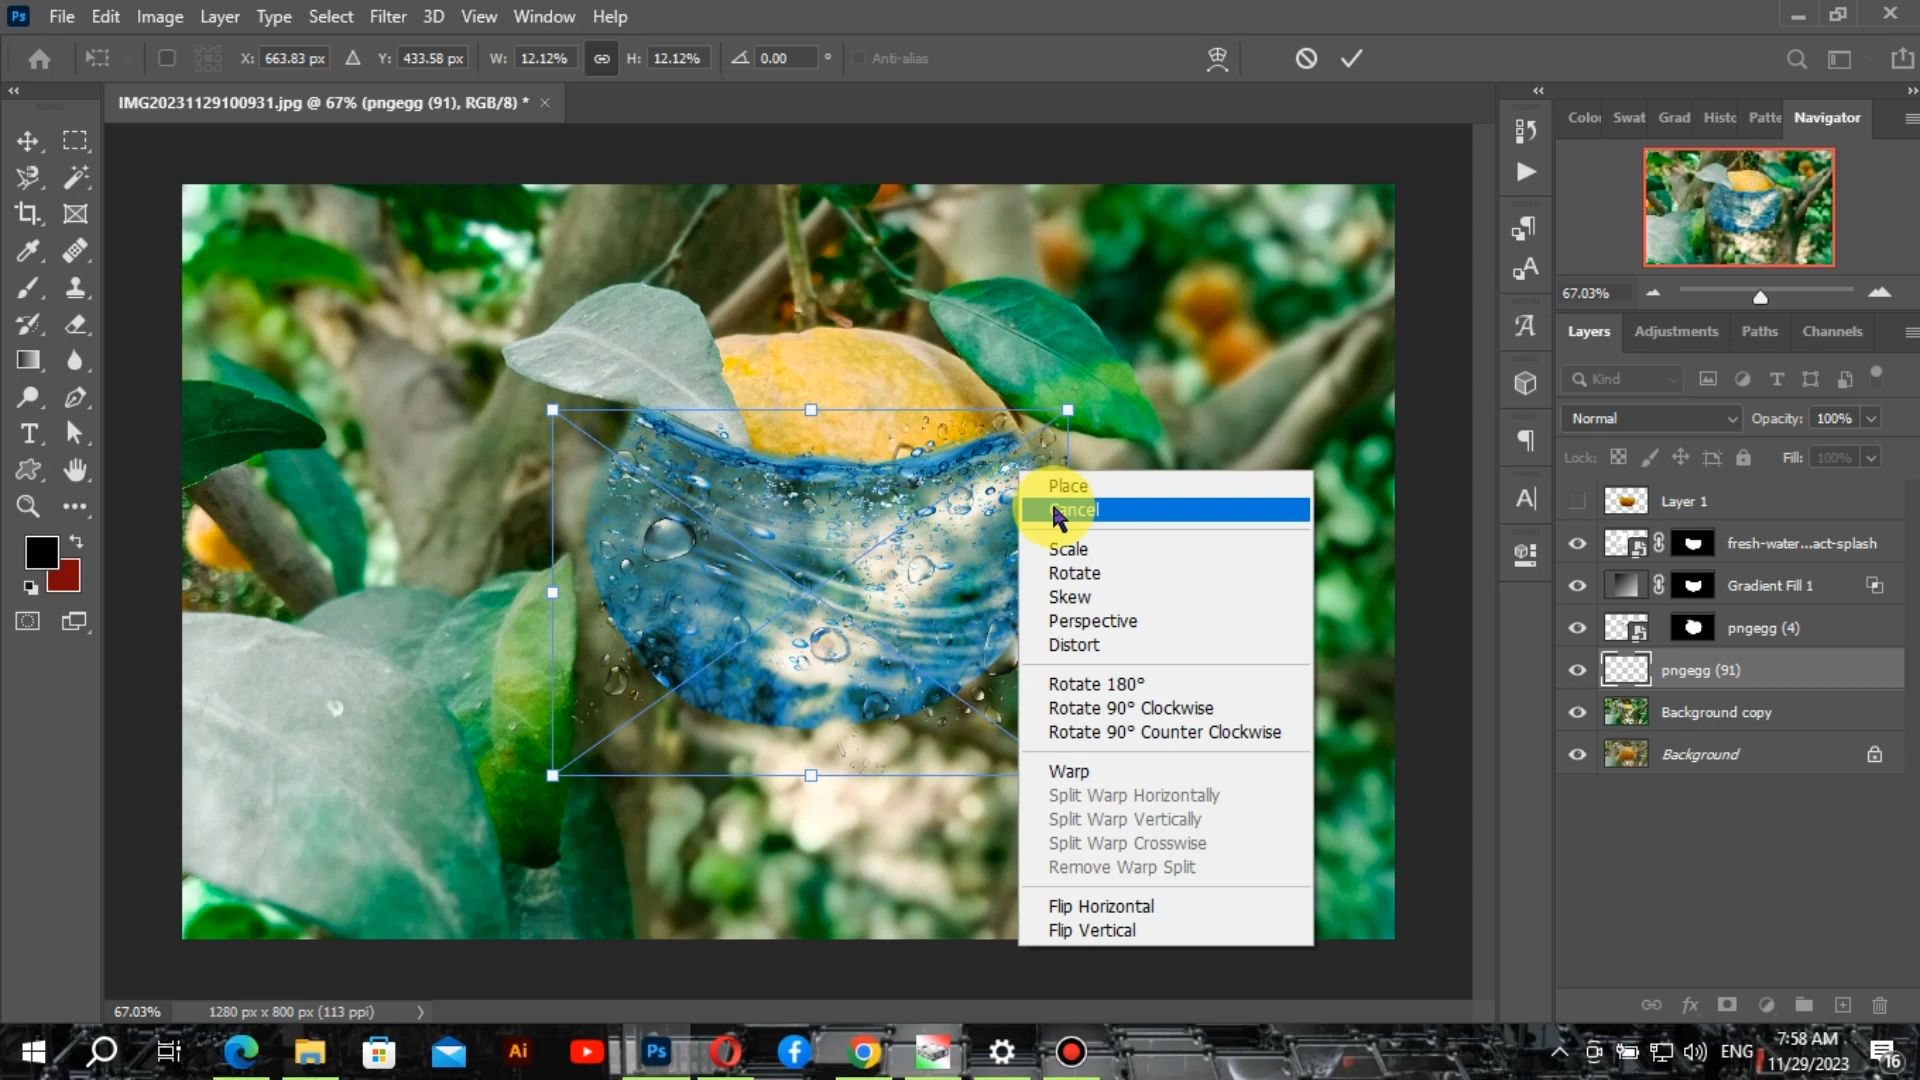 Ps File Edit Image Layer Type Select Filter 3D View Window Help
X: 663.83 px Y: 433.58 px W: 12.12% H: 12.12% 0.00 ° Anti-alias
IMG20231129100931.jpg @ 67% (pngegg (91), RGB/8) * ×
Colo Swat Grad Histc Patte Navigator
67.03%
Layers Adjustments Paths Channels
Kind
Normal Opacity: 100%
Lock: Fill: 100%
Layer 1
fresh-water...act-splash
Gradient Fill 1
pngegg (4)
pngegg (91)
Background copy
Background
Place
Cancel
Scale
Rotate
Skew
Perspective
Distort
Rotate 180°
Rotate 90° Clockwise
Rotate 90° Counter Clockwise
Warp
Split Warp Horizontally
Split Warp Vertically
Split Warp Crosswise
Remove Warp Split
Flip Horizontal
Flip Vertical
67.03% 1280 px x 800 px (113 ppi)
Ai Ps ENG 7:58 AM
11/29/2023 16